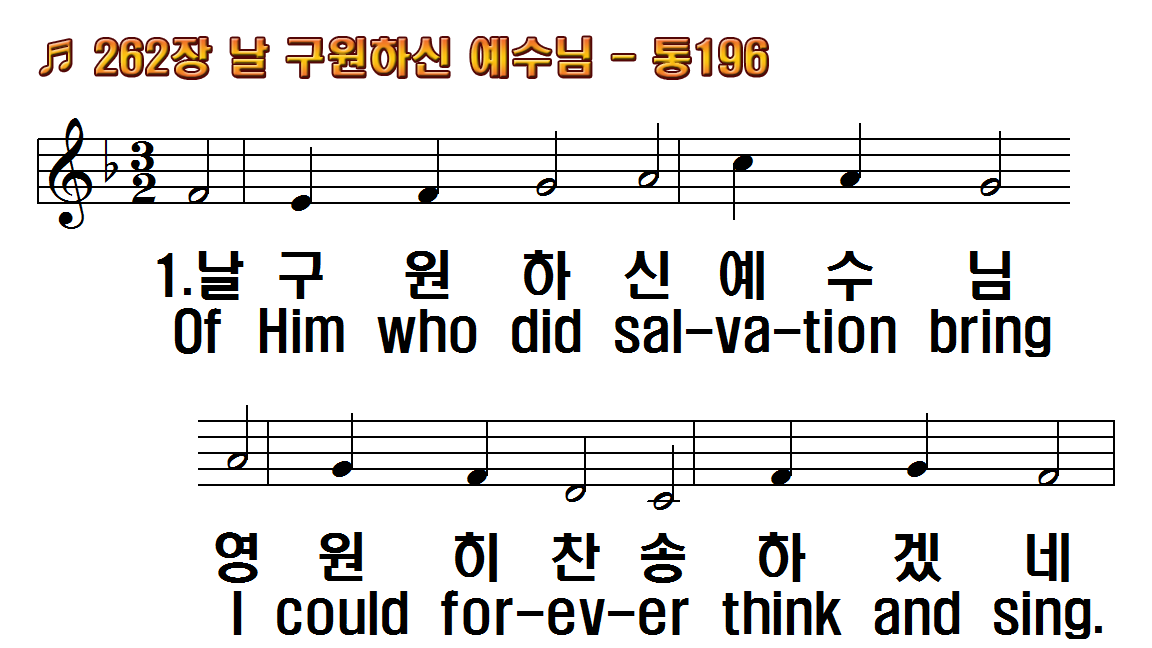 ♬ 262장 날 구원하신 예수님 - 통196
3
2
1.날 구 원 하 신 예 수 님
Of Him who did sal-va-tion bring
영 원 히 찬 송 하 겠 네
I could for-ev-er think and sing.